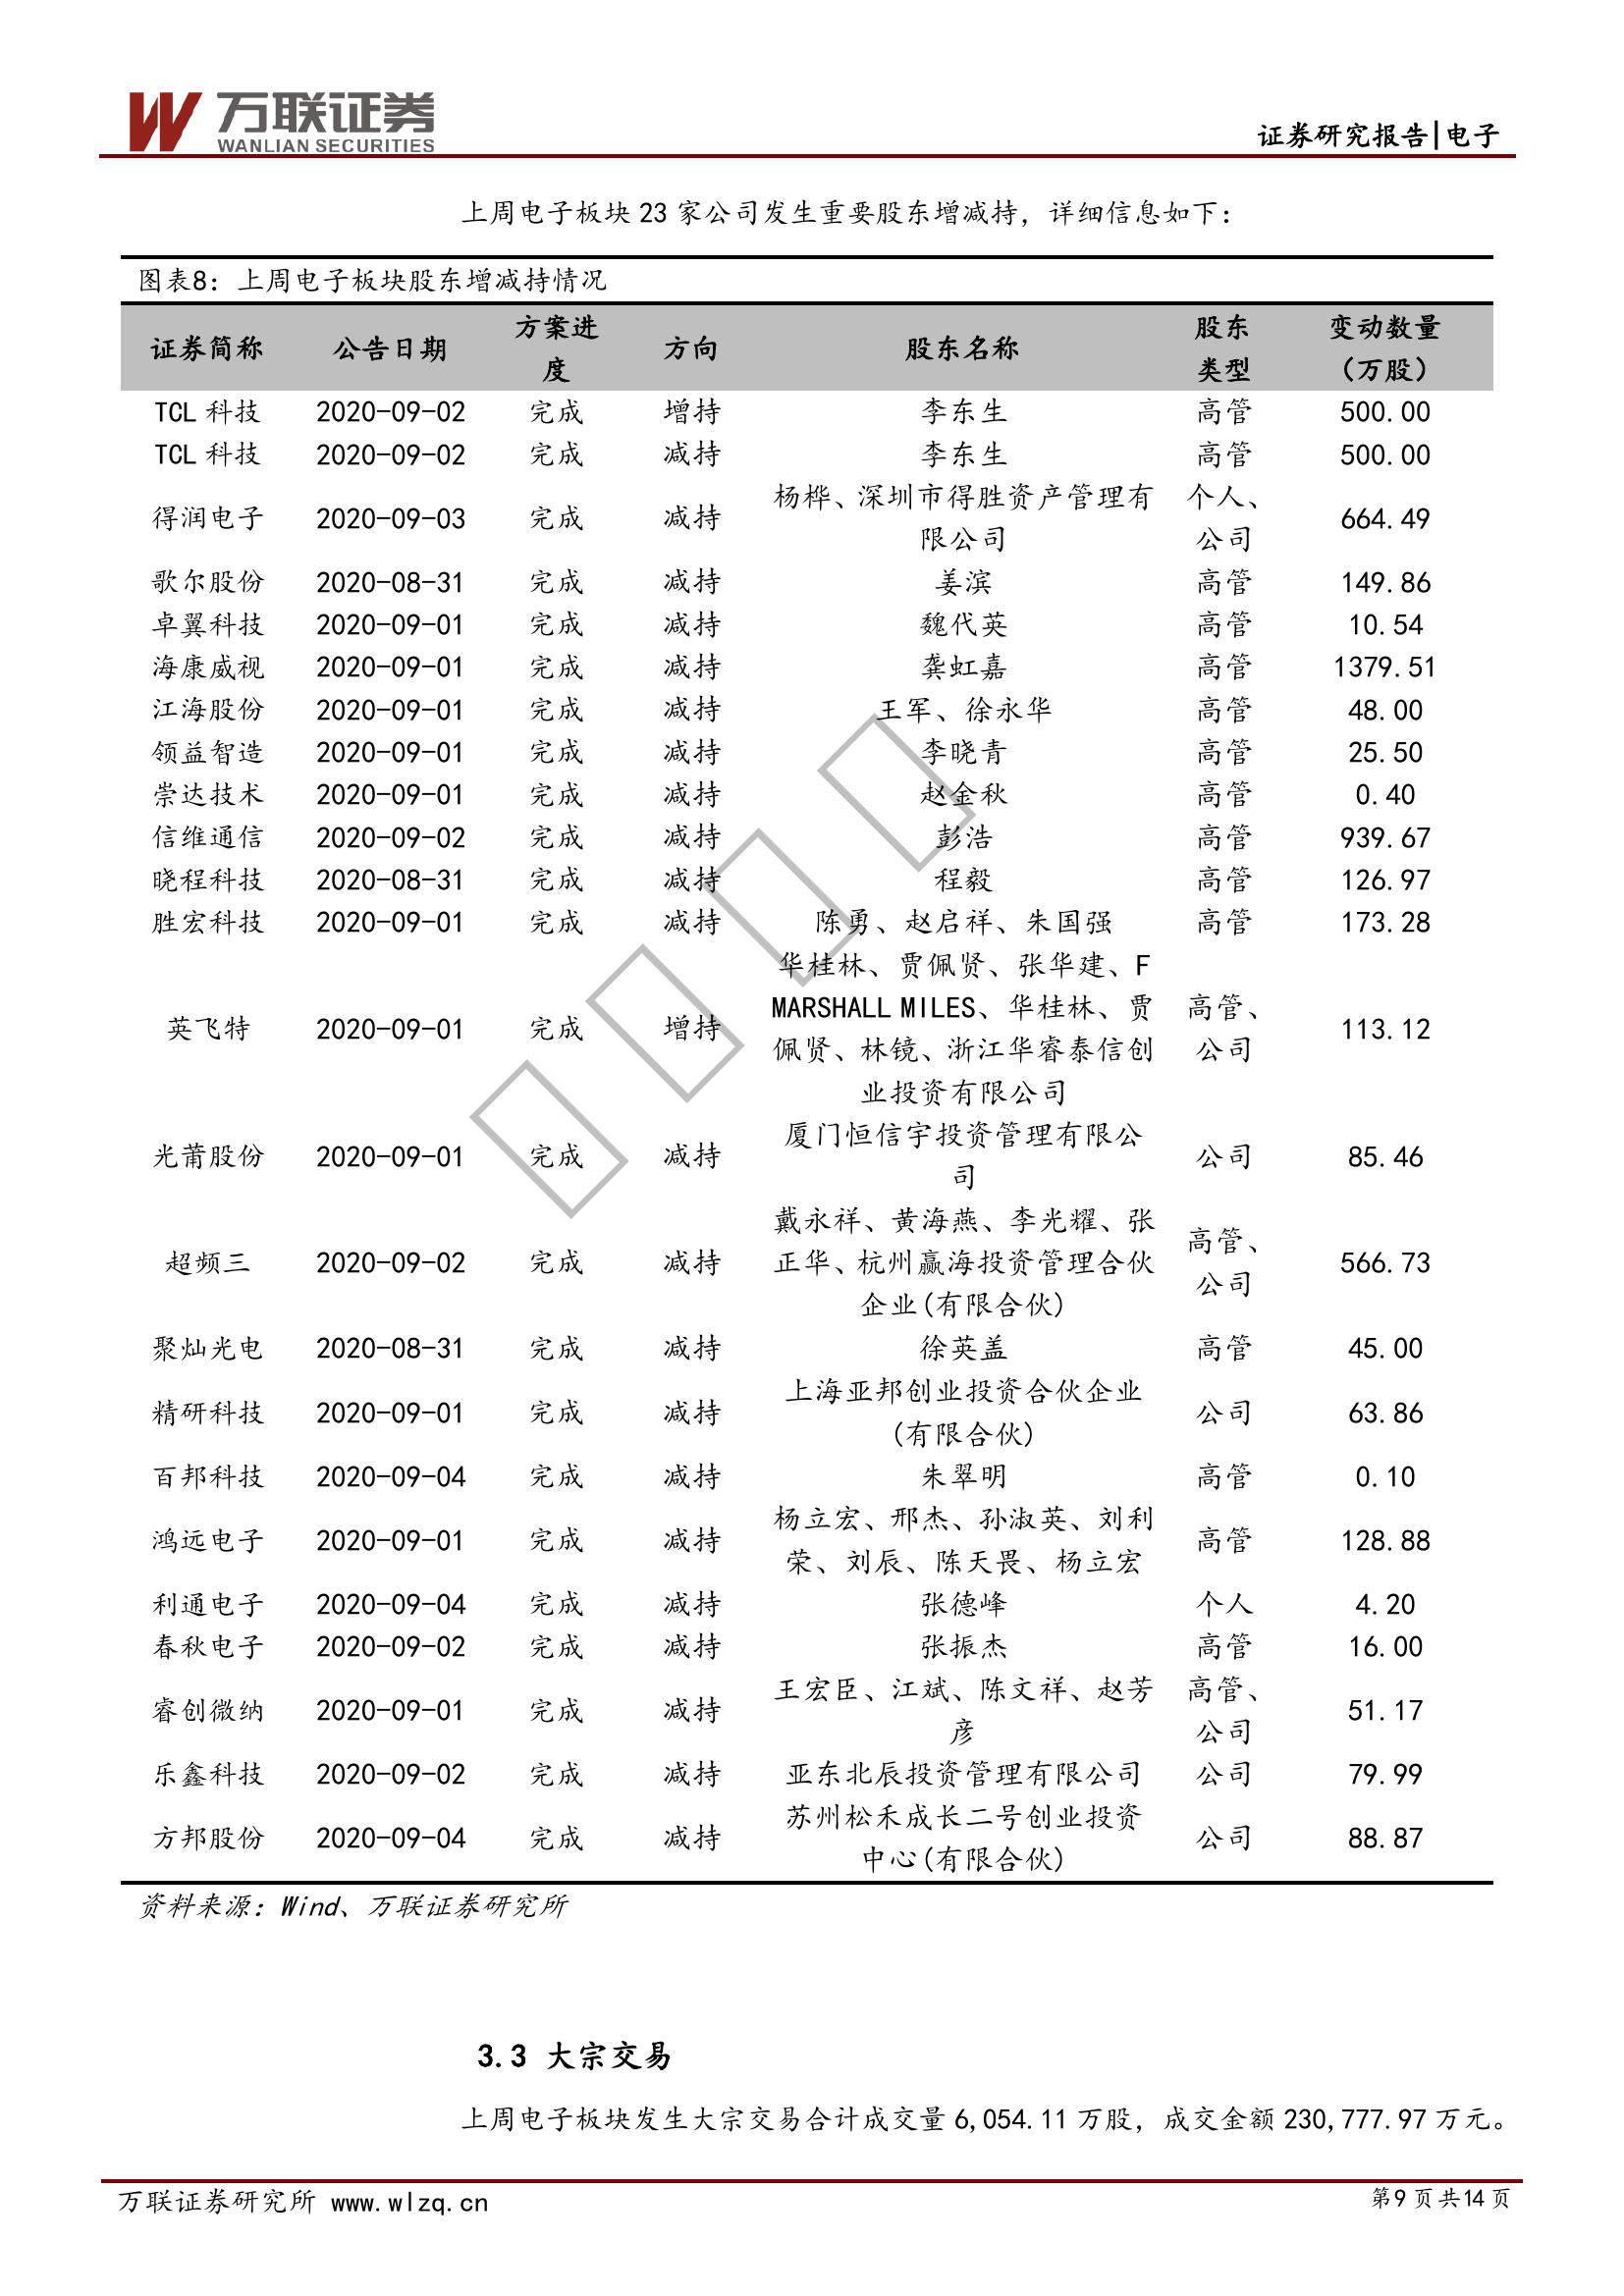 万联证券
WANLIAN SECURITIES
证券研究报告|电子
上周电子板块 23 家公司发生重要股东增减持，详细信息如下：
图表8：上周电子板块股东增减持情况
证券简称 公告日期 方案进度 方向 股东名称 股东类型 变动数量（万股）
TCL 科技 2020-09-02 完成 增持 李东生 高管 500.00
TCL 科技 2020-09-02 完成 减持 李东生 高管 500.00
得润电子 2020-09-03 完成 减持 杨桦、深圳市得胜资产管理有限公司 个人、公司 664.49
歌尔股份 2020-08-31 完成 减持 姜滨 高管 149.86
卓翼科技 2020-09-01 完成 减持 魏代英 高管 10.54
海康威视 2020-09-01 完成 减持 龚虹嘉 高管 1379.51
江海股份 2020-09-01 完成 减持 王军、徐永华 高管 48.00
领益智造 2020-09-01 完成 减持 李晓青 高管 25.50
崇达技术 2020-09-01 完成 减持 赵金秋 高管 0.40
信维通信 2020-09-02 完成 减持 彭浩 高管 939.67
晓程科技 2020-08-31 完成 减持 程毅 高管 126.97
胜宏科技 2020-09-01 完成 减持 陈勇、赵启祥、朱国强 高管 173.28
英飞特 2020-09-01 完成 增持 华桂林、贾佩贤、张华建、F MARSHALL MILES、华桂林、贾佩贤、林镜、浙江华睿泰信创业投资有限公司 高管、公司 113.12
光莆股份 2020-09-01 完成 减持 厦门恒信宇投资管理有限公司 公司 85.46
超频三 2020-09-02 完成 减持 戴永祥、黄海燕、李光耀、张正华、杭州赢海投资管理合伙企业(有限合伙) 高管、公司 566.73
聚灿光电 2020-08-31 完成 减持 徐英盖 高管 45.00
精研科技 2020-09-01 完成 减持 上海亚邦创业投资合伙企业(有限合伙) 公司 63.86
百邦科技 2020-09-04 完成 减持 朱翠明 高管 0.10
鸿远电子 2020-09-01 完成 减持 杨立宏、邢杰、孙淑英、刘利荣、刘辰、陈天畏、杨立宏 高管 128.88
利通电子 2020-09-04 完成 减持 张德峰 个人 4.20
春秋电子 2020-09-02 完成 减持 张振杰 高管 16.00
睿创微纳 2020-09-01 完成 减持 王宏臣、江斌、陈文祥、赵芳彦 高管、公司 51.17
乐鑫科技 2020-09-02 完成 减持 亚东北辰投资管理有限公司 公司 79.99
方邦股份 2020-09-04 完成 减持 苏州松禾成长二号创业投资中心(有限合伙) 公司 88.87
资料来源：Wind、万联证券研究所
3.3 大宗交易
上周电子板块发生大宗交易合计成交量 6,054.11 万股，成交金额 230,777.97 万元。
万联证券研究所 www.wlzq.cn
第9 页 共14 页